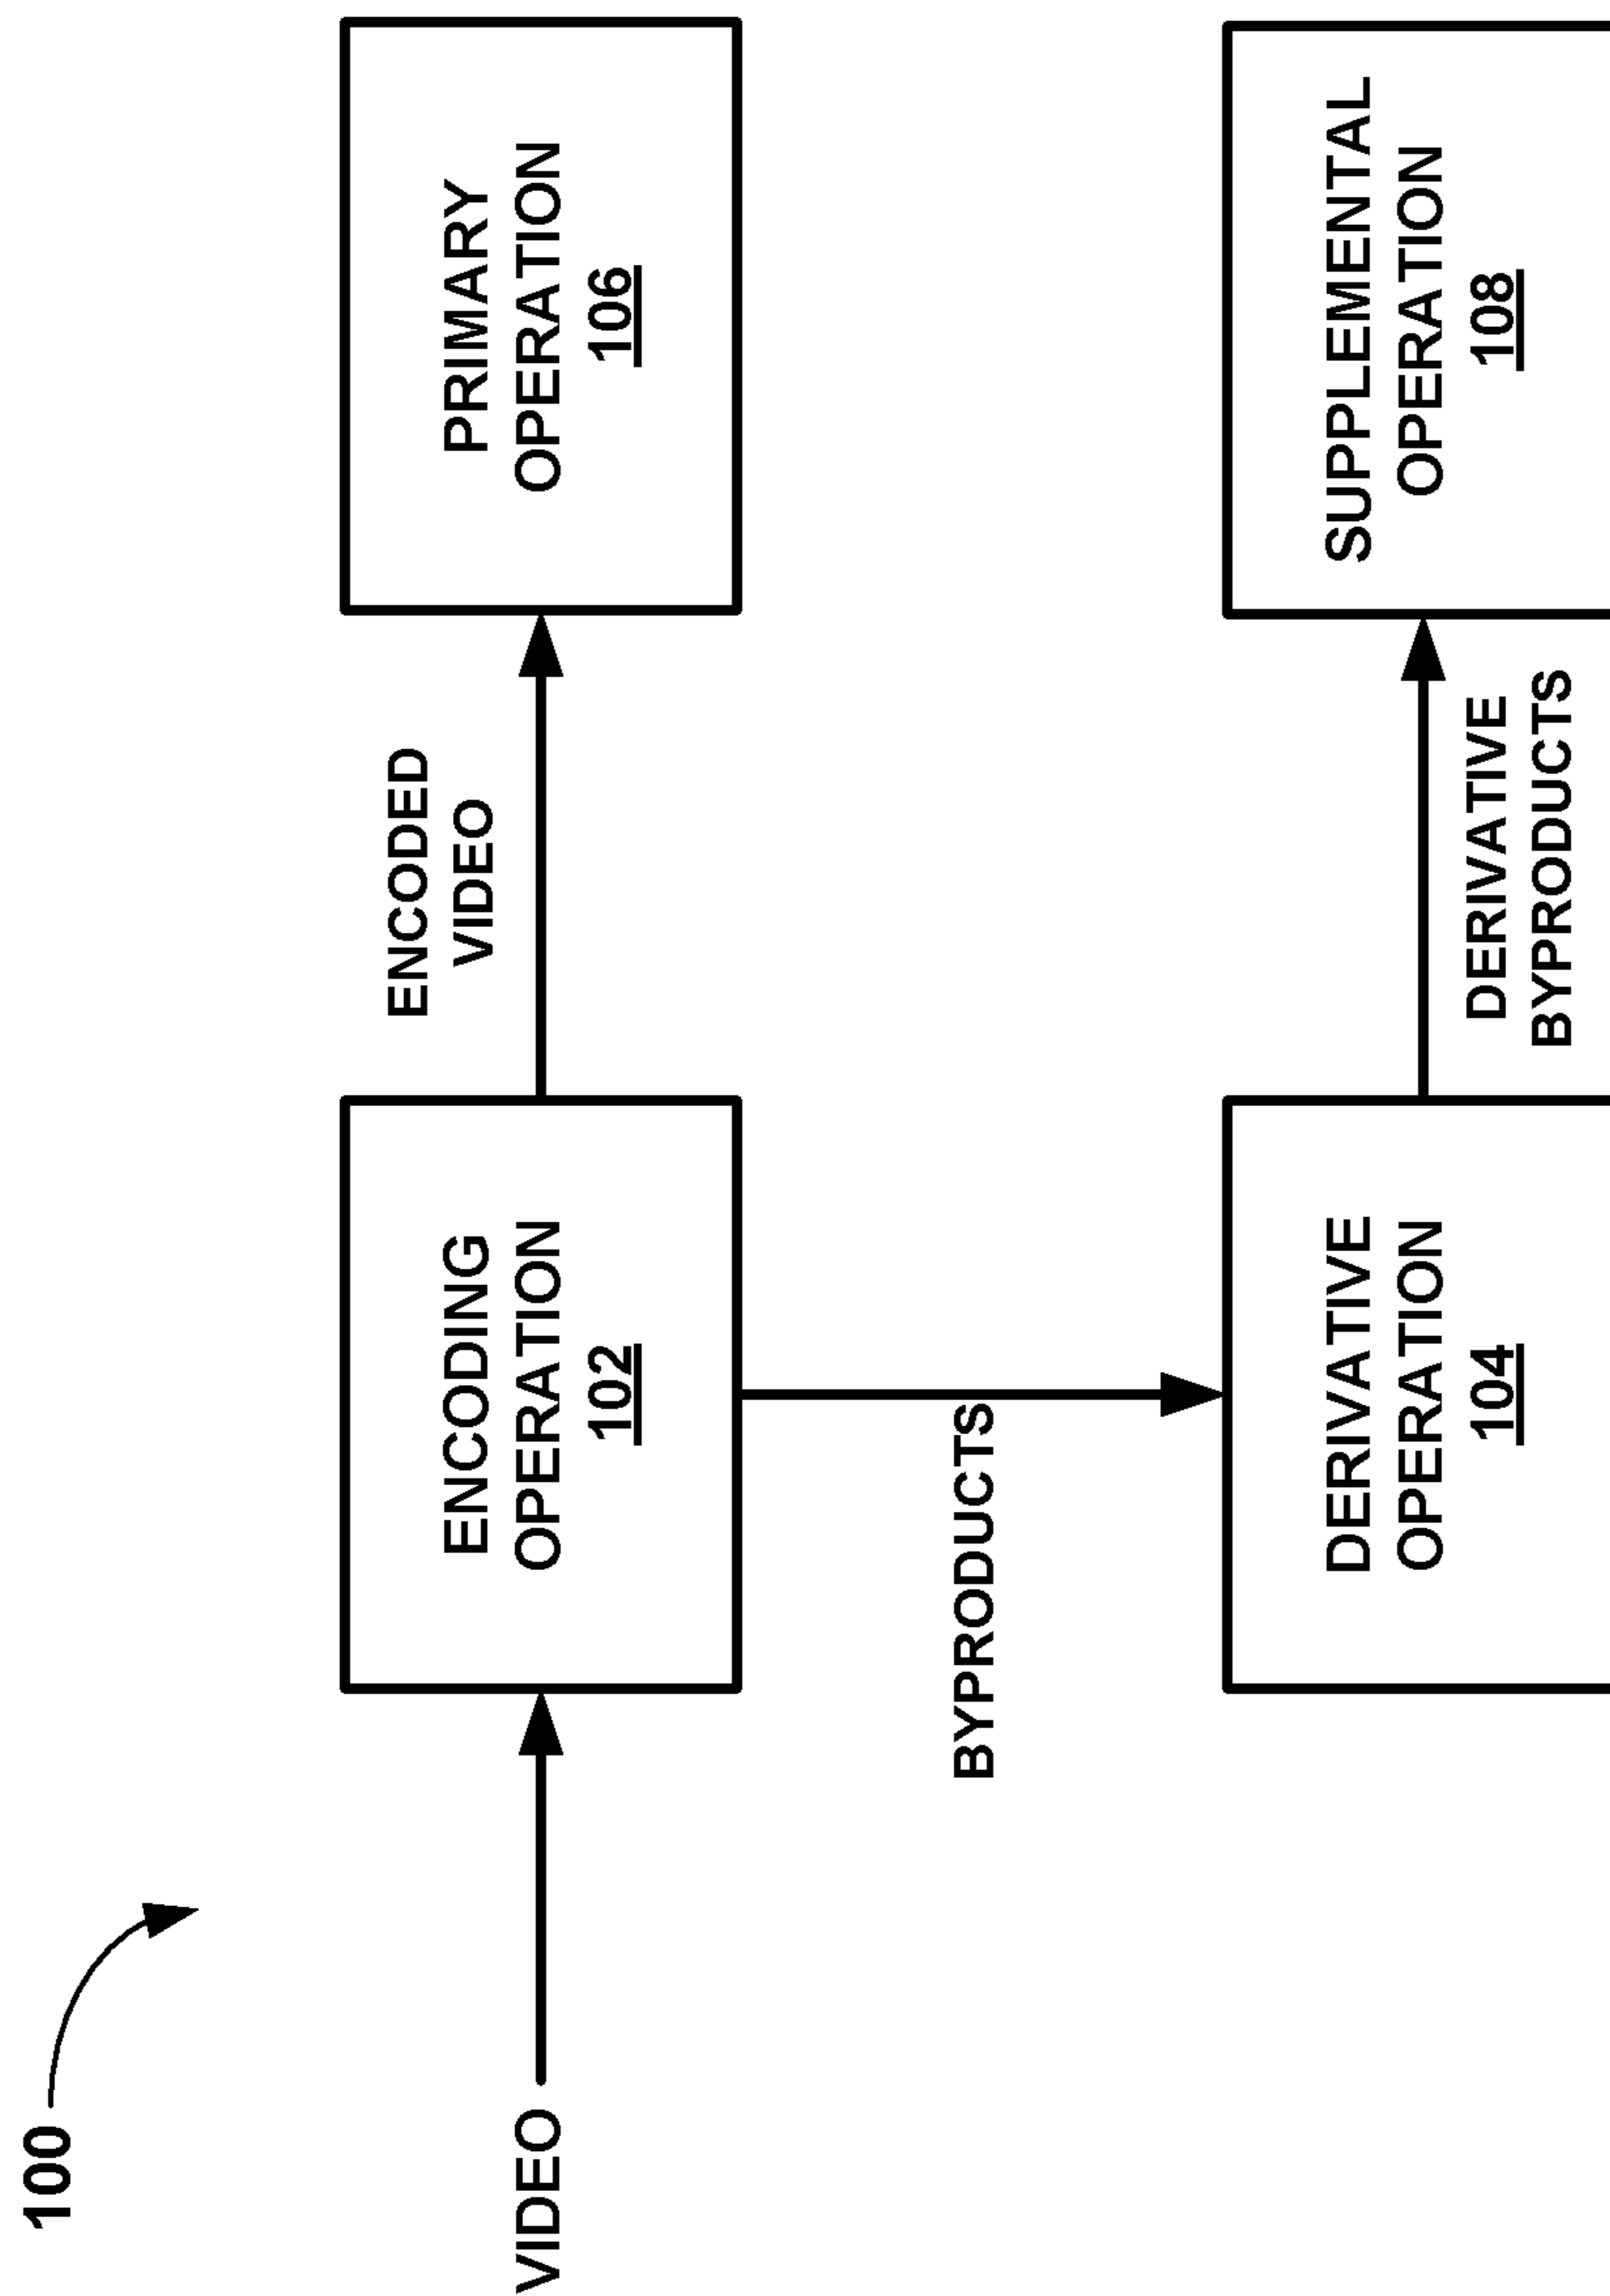 100
VIDEO
ENCODING
OPERATION
102
ENCODED
VIDEO
PRIMARY
OPERATION
106
BYPRODUCTS
DERIVATIVE
OPERATION
104
DERIVATIVE
BYPRODUCTS
SUPPLEMENTAL
OPERATION
108